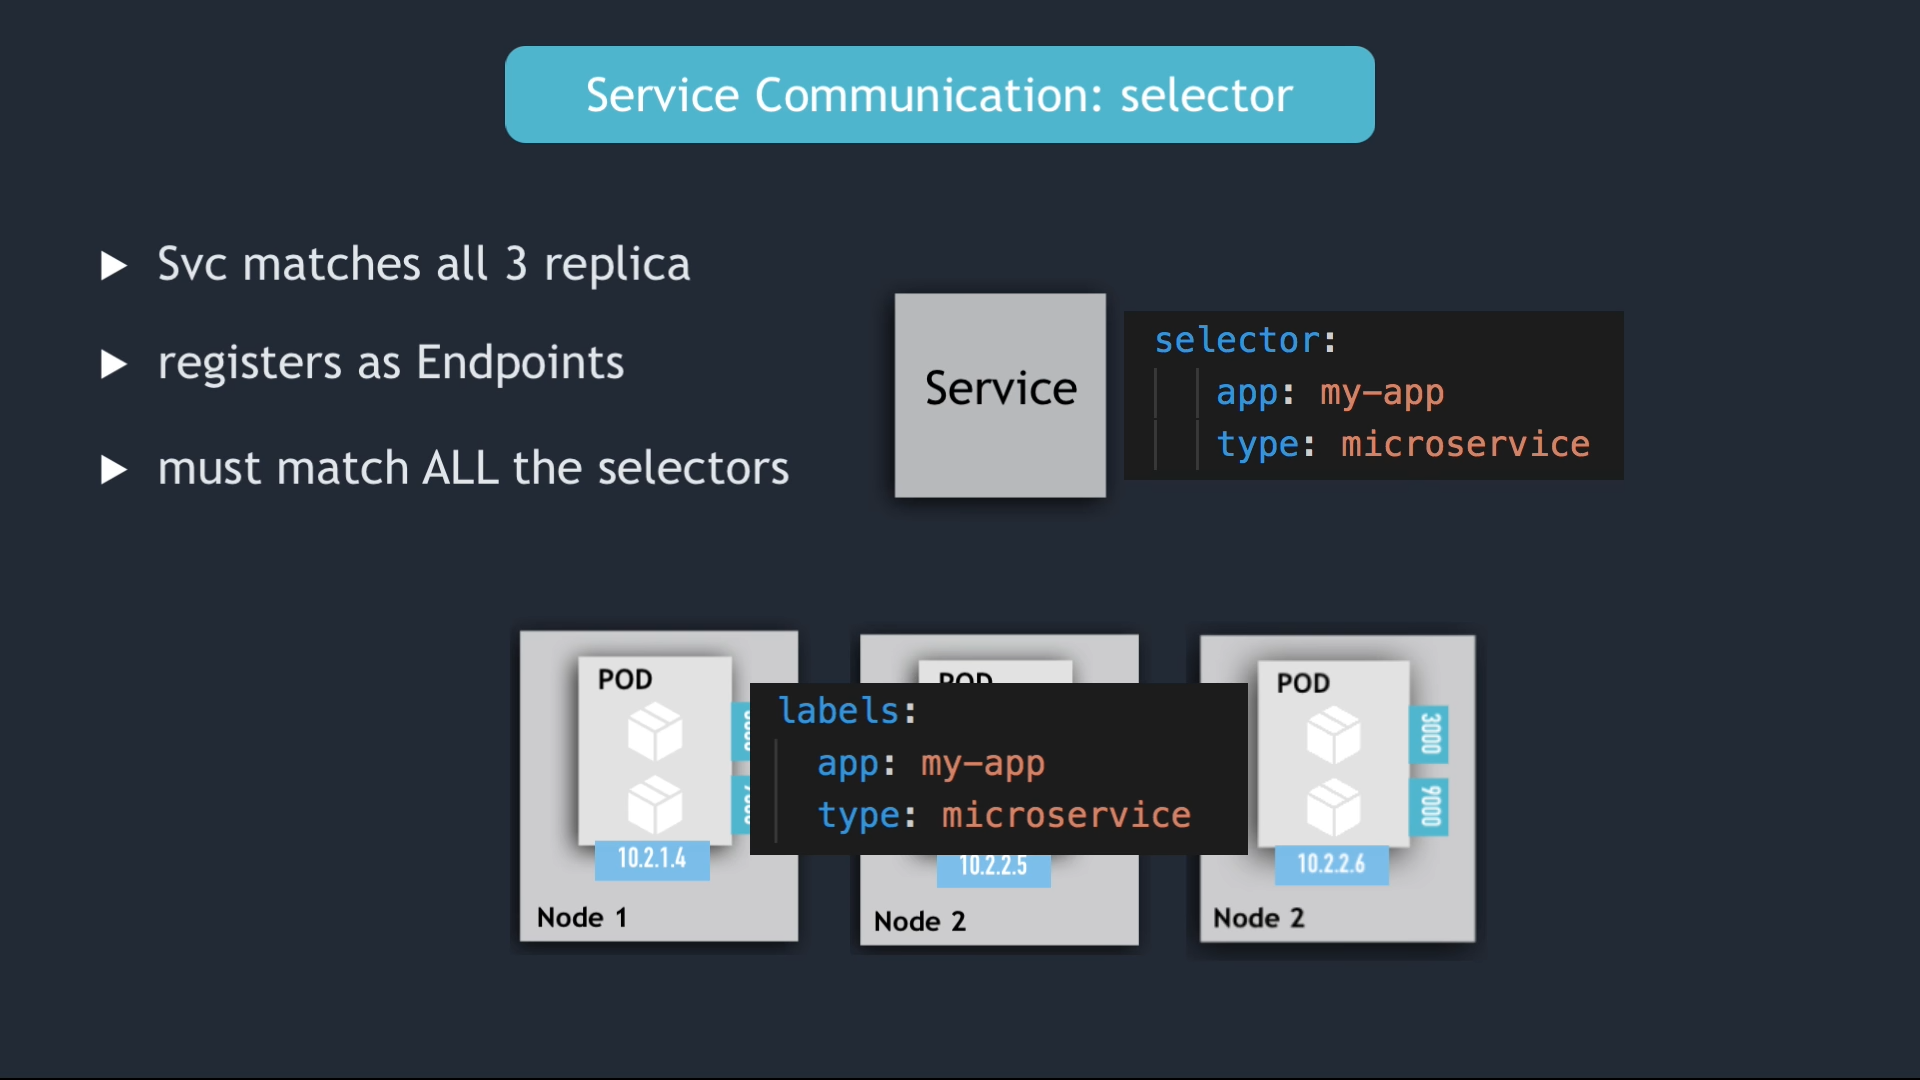 Service Communication: selector
Svc matches all 3 replica
registers as Endpoints
must match ALL the selectors
Service
selector:
app: my-app
type: microservice
POD
POD
POD
labels:
app: my-app
type: microservice
3000
9000
10.2.1.4
10.2.2.5
10.2.2.6
Node 1
Node 2
Node 2